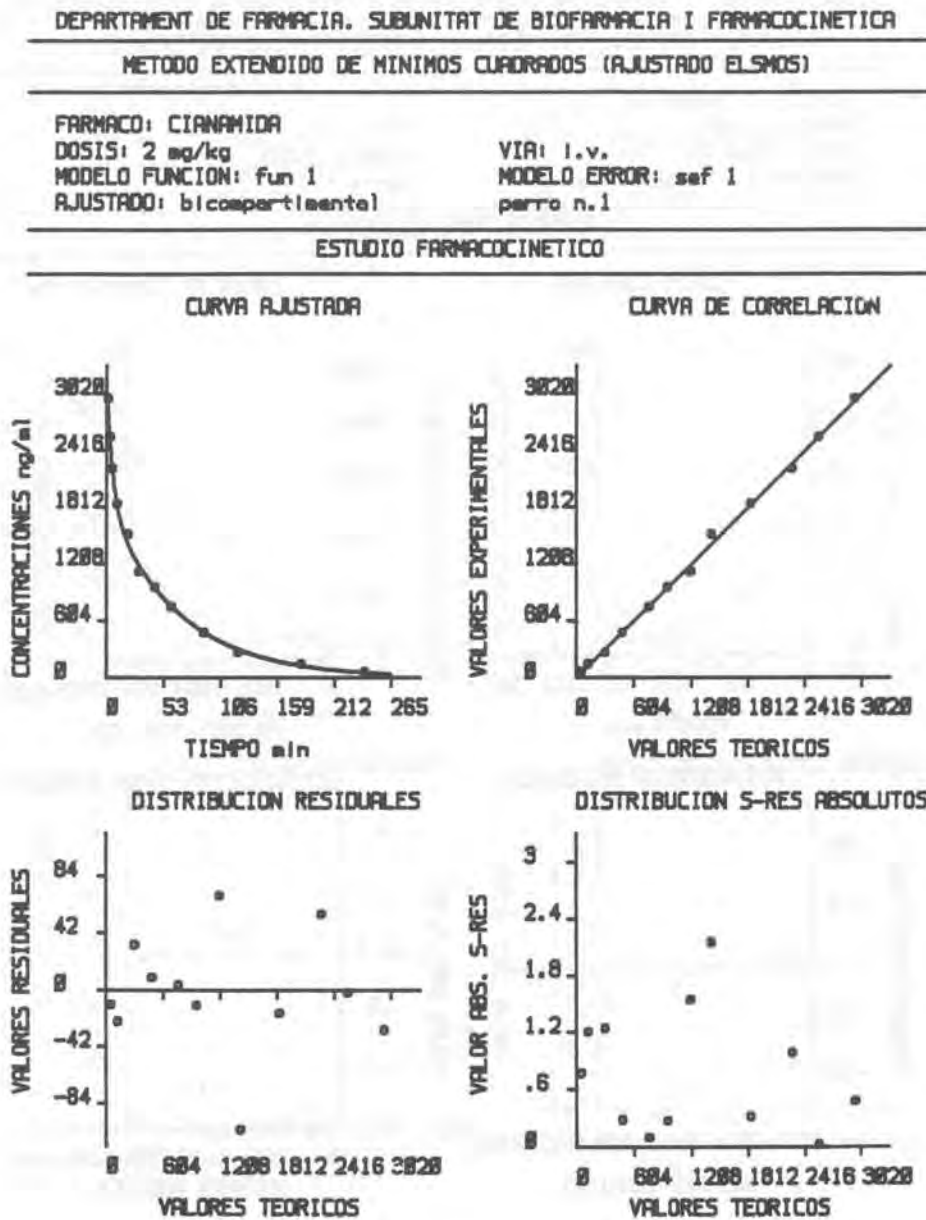 DEPARTAMENT DE FARMACIA. SUBUNITAT DE BIOFARMACIA I FARMACOCINETICA
METODO EXTENDIDO DE MINIMOS CUADRADOS (AJUSTADO ELSMOS)
FARMACO: CIANAMIDA
DOSIS: 2 mg/kg
VIA: i.v.
MODELO FUNCION: fun 1
MODELO ERROR: sef 1
AJUSTADO: bicompartimental
perro n.1
ESTUDIO FARMACOCINETICO
CURVA AJUSTADA
CONCENTRACIONES ng/ml
3020
2416
1812
1208
604
0
0 53 106 159 212 265
TIEMPO min
CURVA DE CORRELACION
VALORES EXPERIMENTALES
3020
2416
1812
1208
604
0
0 604 1208 1812 2416 3020
VALORES TEORICOS
DISTRIBUCION RESIDUALES
VALORES RESIDUALES
84
42
0
-42
-84
0 604 1208 1812 2416 3020
VALORES TEORICOS
DISTRIBUCION S-RES ABSOLUTOS
VALOR ABS. S-RES
3
2.4
1.8
1.2
.6
0
0 604 1208 1812 2416 3020
VALORES TEORICOS